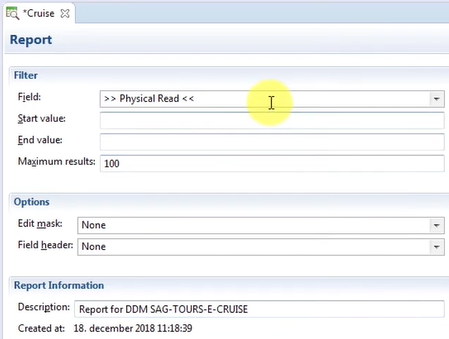 *Cruise
Report
Filter
Field: >> Physical Read <<
Start value:
End value:
Maximum results: 100
Options
Edit mask: None
Field header: None
Report Information
Description: Report for DDM SAG-TOURS-E-CRUISE
Created at: 18. december 2018 11:18:39